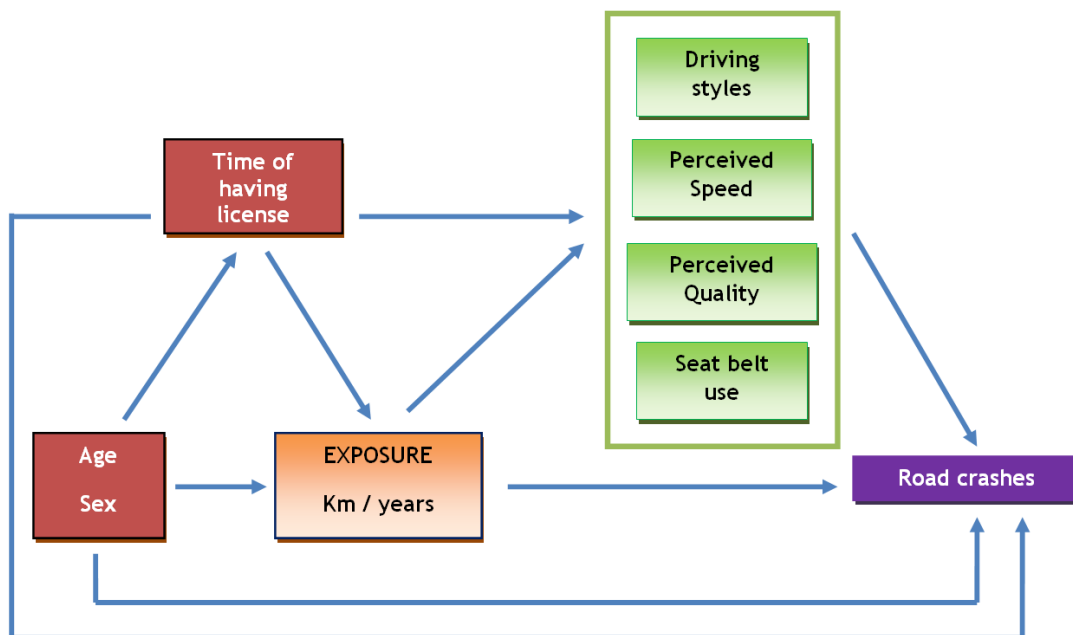 Driving
styles
Perceived
Speed
Perceived
Quality
Seat belt
use
Time of
having
license
Age
Sex
EXPOSURE
Km / years
Road crashes